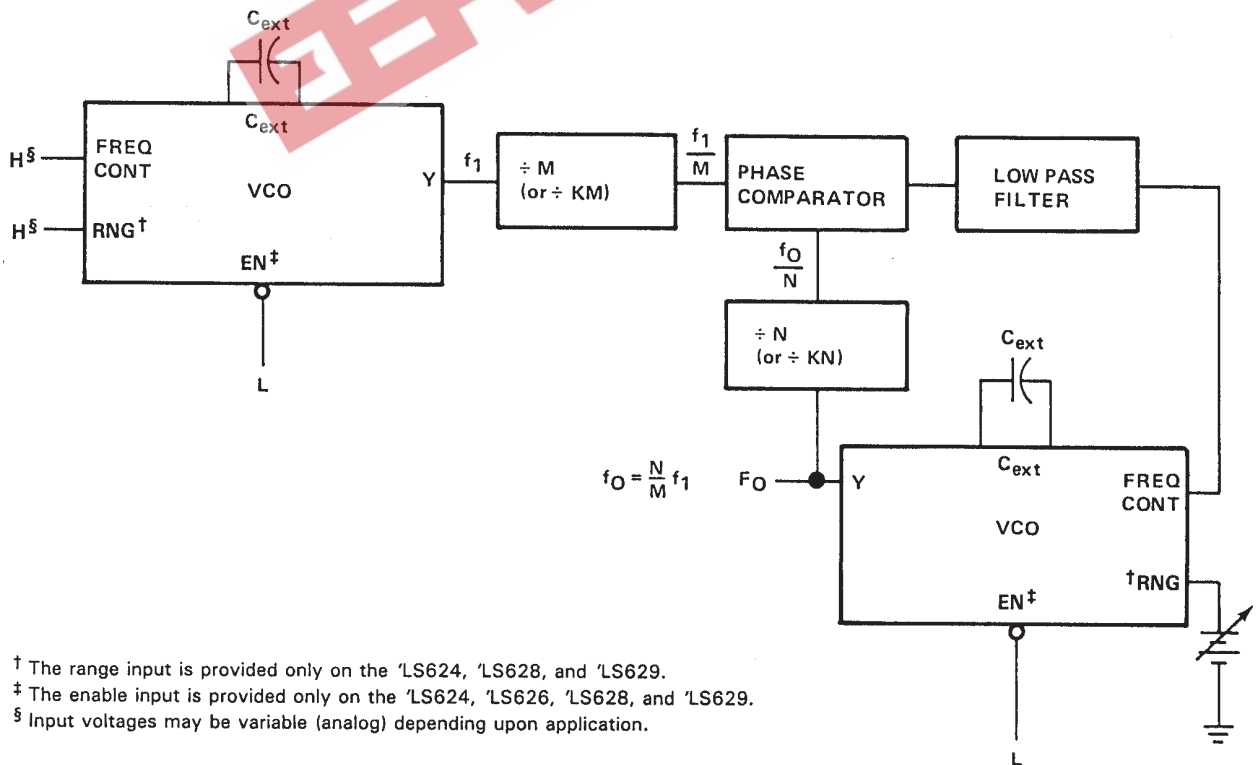 Cext
Cext
H§
FREQ
CONT
VCO
Y
H§
RNG†
EN‡
L
f1
÷ M
(or ÷ KM)
f1
M
PHASE
COMPARATOR
LOW PASS
FILTER
fO
N
÷ N
(or ÷ KN)
Cext
Cext
fO = N/M f1
FO
Y
FREQ
CONT
VCO
†RNG
EN‡
L
† The range input is provided only on the 'LS624, 'LS628, and 'LS629.
‡ The enable input is provided only on the 'LS624, 'LS626, 'LS628, and 'LS629.
§ Input voltages may be variable (analog) depending upon application.